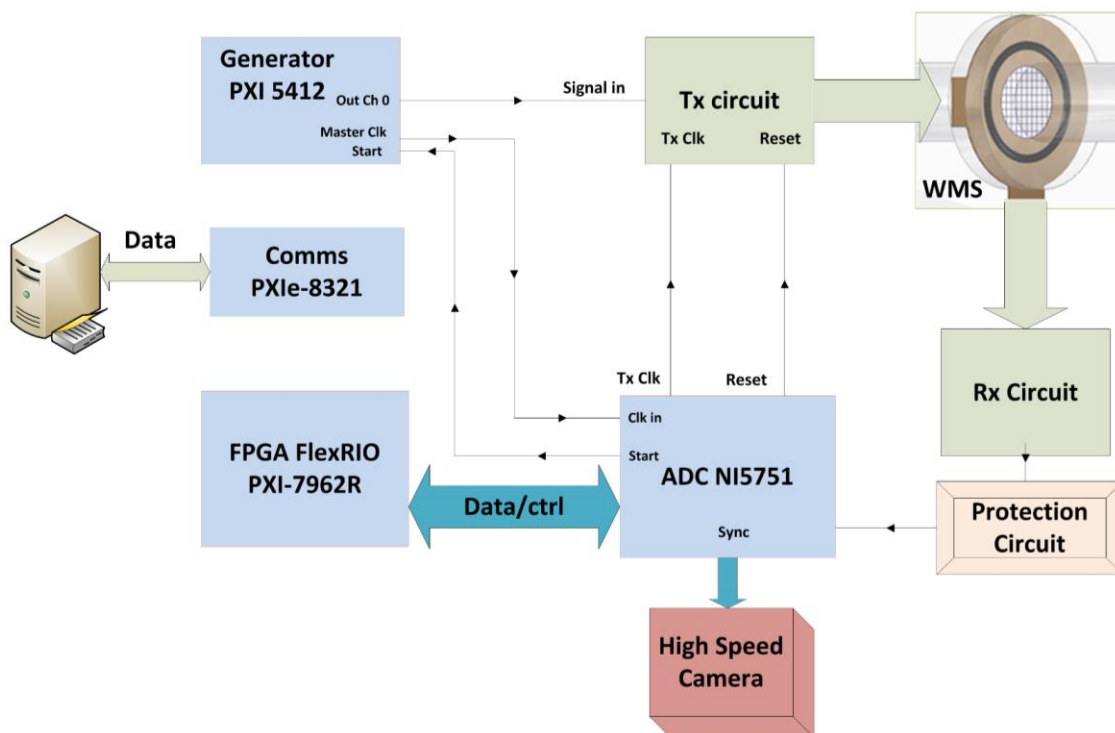 Generator
PXI 5412
Out Ch 0
Master Clk
Start
Signal in
Tx circuit
Tx Clk
Reset
WMS
Data
Comms
PXIe-8321
Tx Clk
Reset
Rx Circuit
FPGA FlexRIO
PXI-7962R
Data/ctrl
Clk in
Start
ADC NI5751
Sync
Protection
Circuit
High Speed
Camera